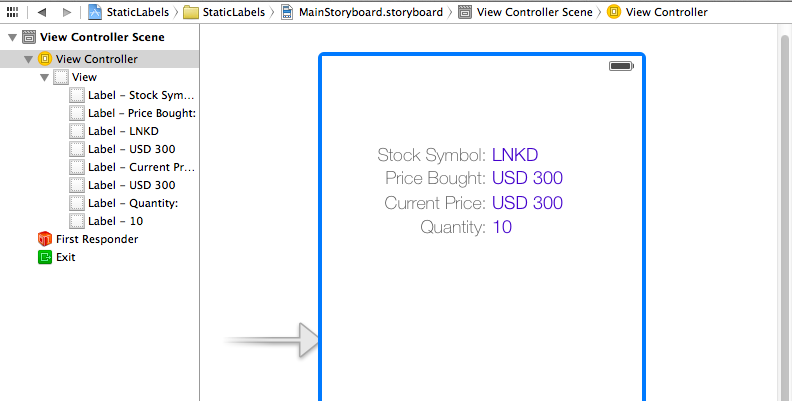 StaticLabels StaticLabels MainStoryboard.storyboard View Controller Scene View Controller
View Controller Scene
View Controller
View
Label – Stock Sym...
Label – Price Bought:
Label – LNKD
Label – USD 300
Label – Current Pr...
Label – USD 300
Label – Quantity:
Label – 10
First Responder
Exit
Stock Symbol: LNKD
Price Bought: USD 300
Current Price: USD 300
Quantity: 10